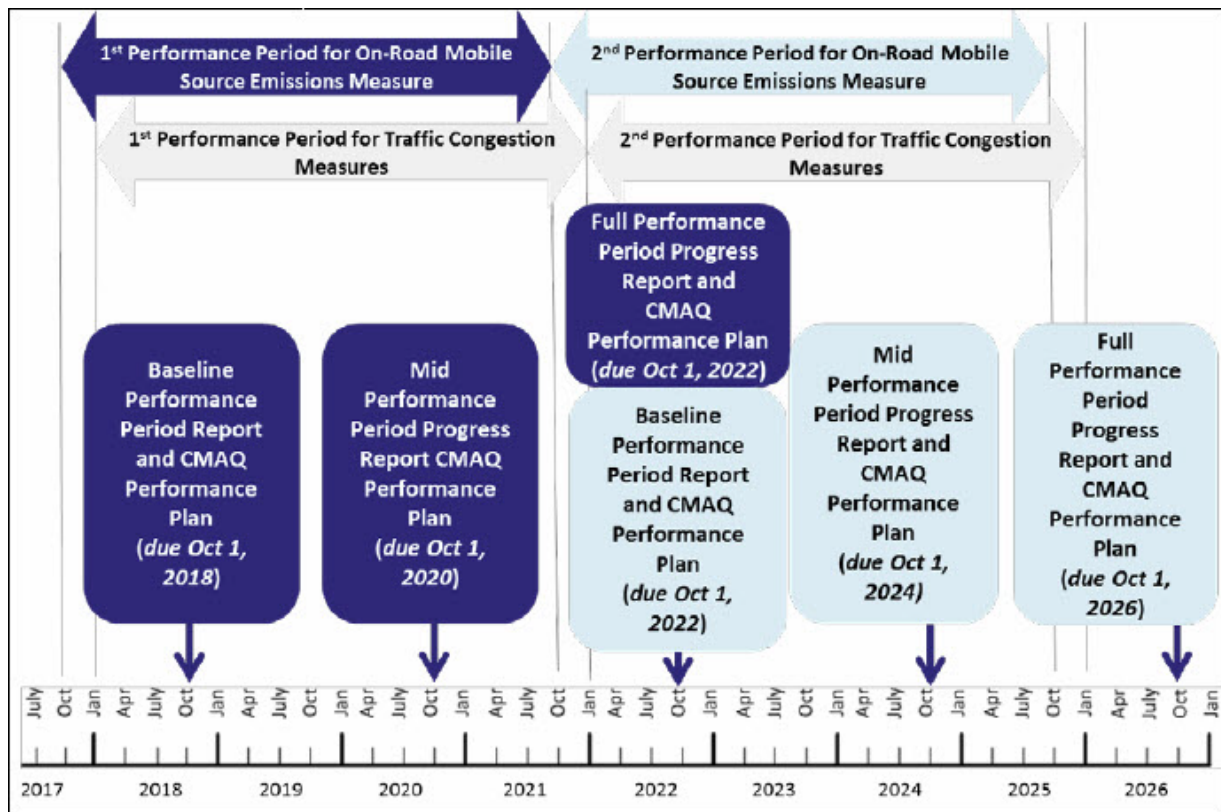 1st Performance Period for On-Road Mobile
Source Emissions Measure
2nd Performance Period for On-Road Mobile
Source Emissions Measure
1st Performance Period for Traffic Congestion
Measures
2nd Performance Period for Traffic Congestion
Measures
Full Performance
Period Progress
Report and
CMAQ
Performance Plan
(due Oct 1, 2022)
Baseline
Performance
Period Report
and CMAQ
Performance
Plan
(due Oct 1,
2018)
Mid
Performance
Period Progress
Report CMAQ
Performance
Plan
(due Oct 1,
2020)
Baseline
Performance
Period Report
and CMAQ
Performance
Plan
(due Oct 1,
2022)
Mid
Performance
Period Progress
Report and
CMAQ
Performance
Plan
(due Oct 1,
2024)
Full
Performance
Period
Progress
Report and
CMAQ
Performance
Plan
(due Oct 1,
2026)
July Oct Jan Apr July Oct Jan Apr July Oct Jan Apr July Oct Jan Apr July Oct Jan Apr July Oct Jan Apr July Oct Jan Apr July Oct Jan Apr July Oct Jan Apr July Oct Jan
2017 2018 2019 2020 2021 2022 2023 2024 2025 2026